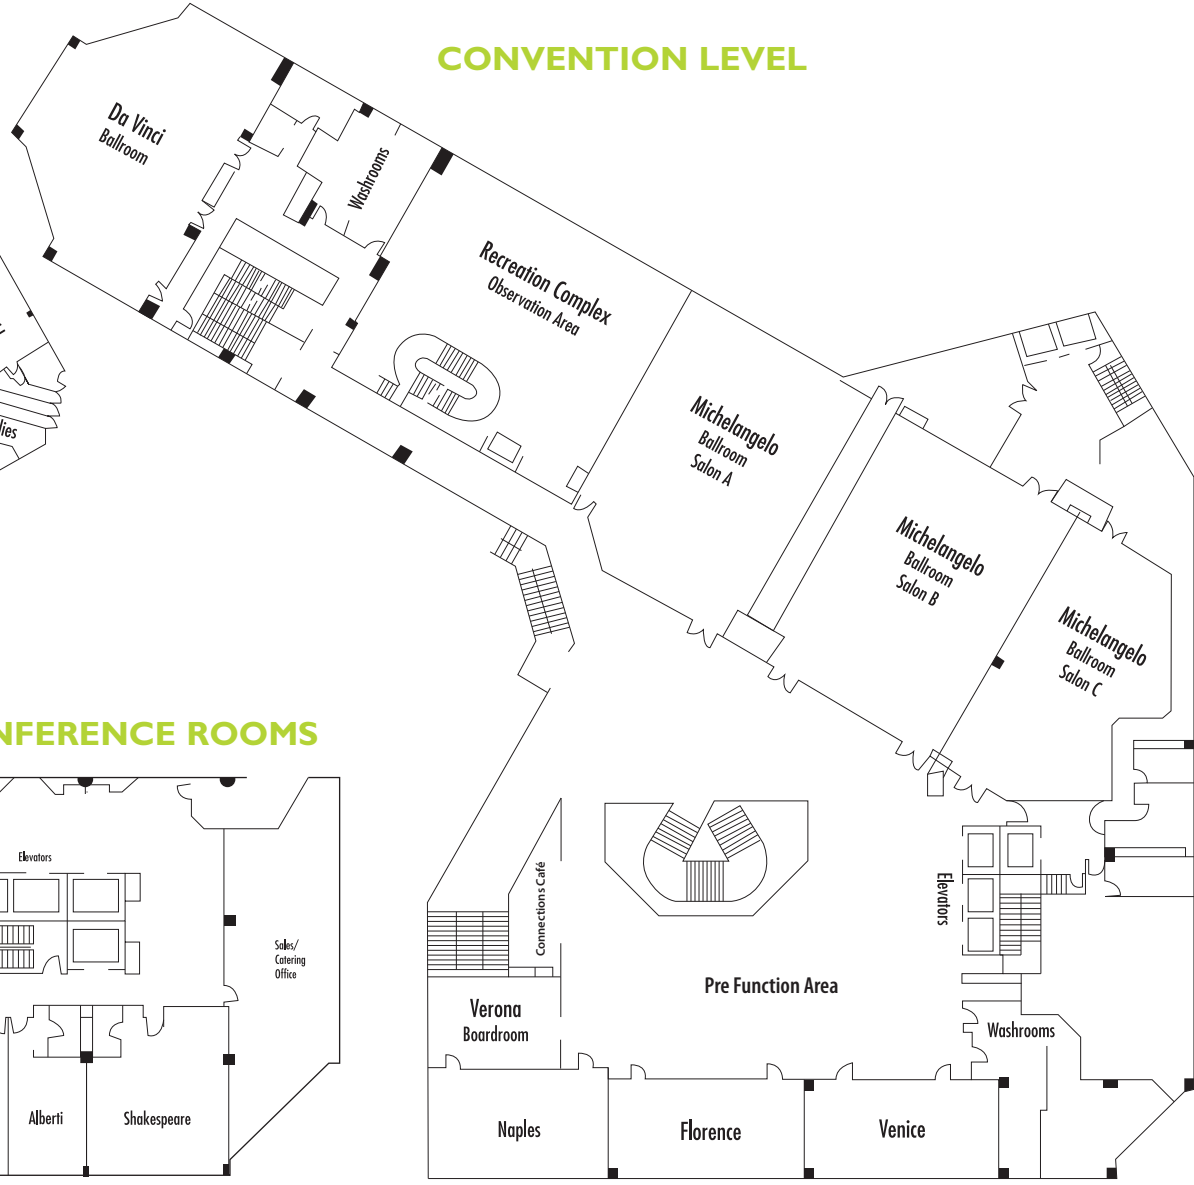 CONVENTION LEVEL
Da Vinci
Ballroom
Washrooms
Recreation Complex
Observation Area
Michelangelo
Ballroom
Salon A
Michelangelo
Ballroom
Salon B
Michelangelo
Ballroom
Salon C
NFERENCE ROOMS
Elevators
Sales/
Catering
Office
Alberti
Shakespeare
Connections Café
Elevators
Pre Function Area
Verona
Boardroom
Washrooms
Naples
Florence
Venice